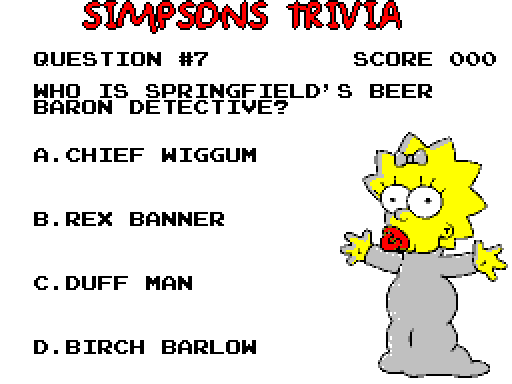 SIMPSONS TRIVIA
QUESTION #7 SCORE 000
WHO IS SPRINGFIELD'S BEER
BARON DETECTIVE?
A.CHIEF WIGGUM
B.REX BANNER
C.DUFF MAN
D.BIRCH BARLOW